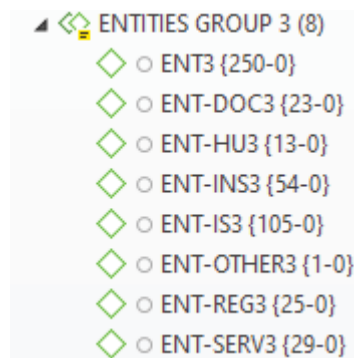 ENTITIES GROUP 3 (8)
ENT3 {250-0}
ENT-DOC3 {23-0}
ENT-HU3 {13-0}
ENT-INS3 {54-0}
ENT-IS3 {105-0}
ENT-OTHER3 {1-0}
ENT-REG3 {25-0}
ENT-SERV3 {29-0}